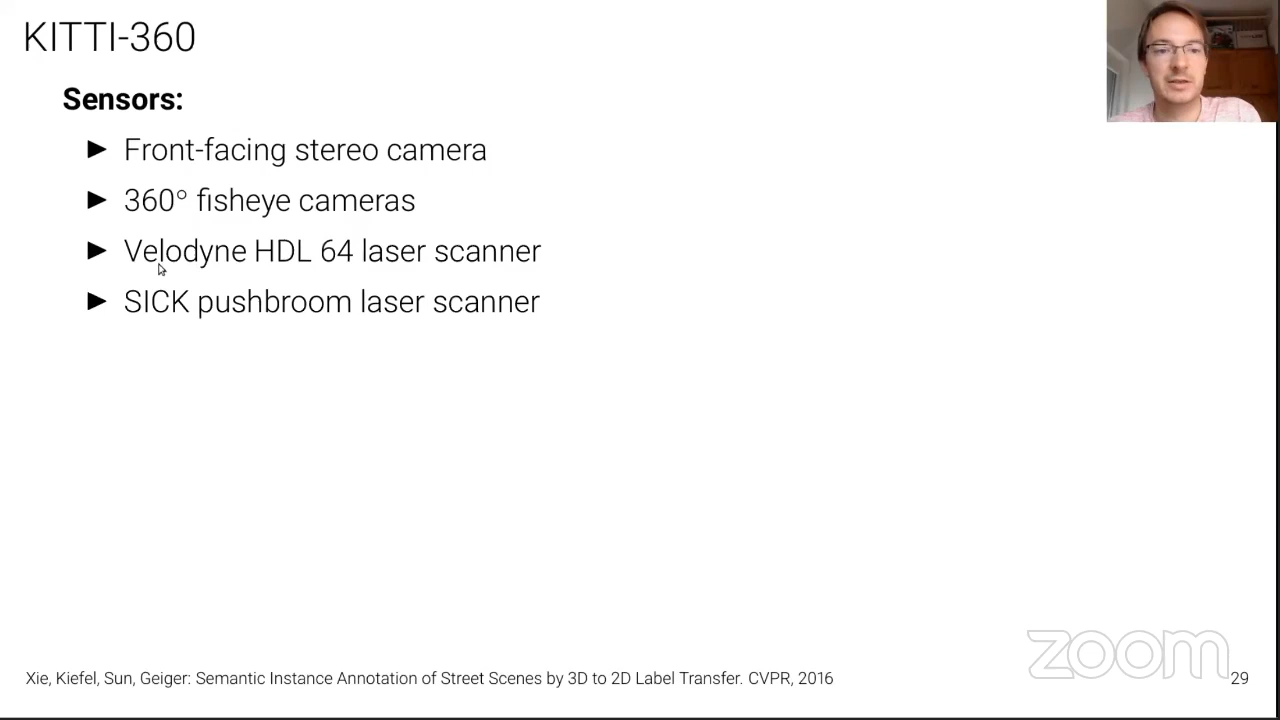 KITTI-360
Sensors:
► Front-facing stereo camera
► 360° fisheye cameras
► Velodyne HDL 64 laser scanner
► SICK pushbroom laser scanner
zoom
Xie, Kiefel, Sun, Geiger: Semantic Instance Annotation of Street Scenes by 3D to 2D Label Transfer. CVPR, 2016
29